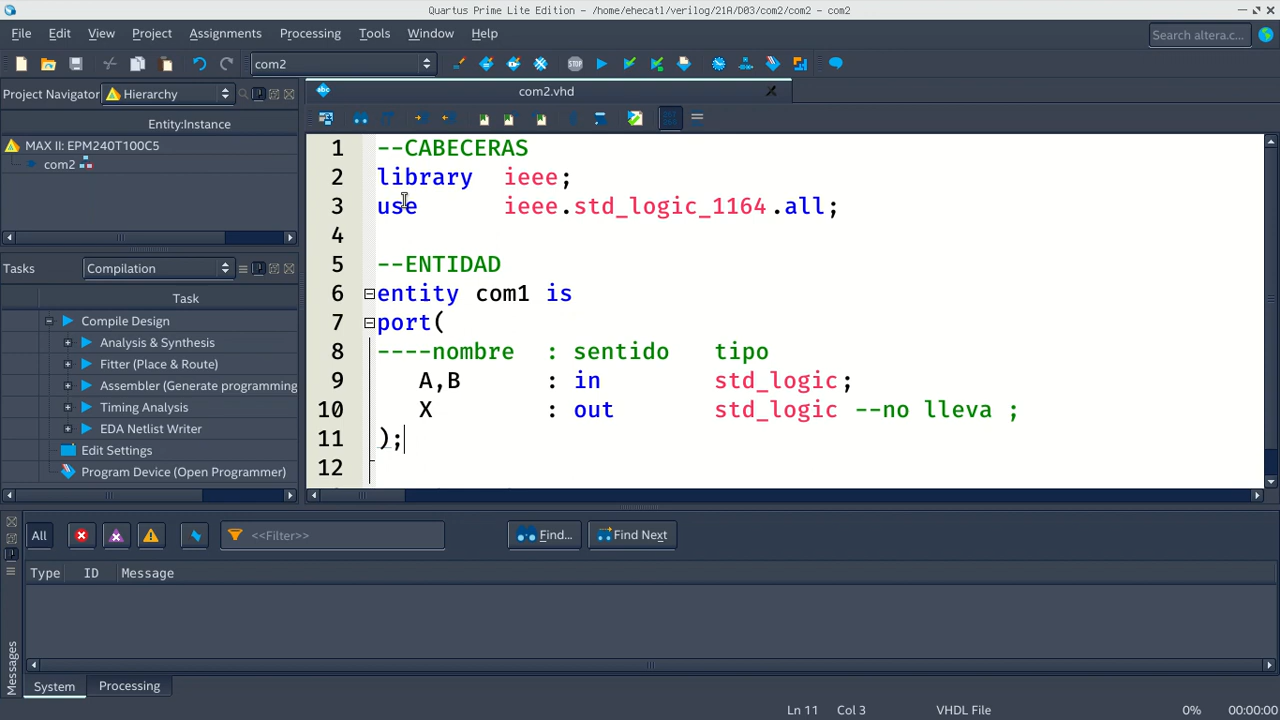 Quartus Prime Lite Edition - /home/ehecatl/verilog/21A/D03/com2/com2 - com2
File Edit View Project Assignments Processing Tools Window Help
Search altera.c...
com2
Project Navigator Hierarchy
Entity:Instance
MAX II: EPM240T100C5
com2
Tasks Compilation
Task
Compile Design
Analysis & Synthesis
Fitter (Place & Route)
Assembler (Generate programming
Timing Analysis
EDA Netlist Writer
Edit Settings
Program Device (Open Programmer)
abc com2.vhd
1 --CABECERAS
2 library ieee;
3 use ieee.std_logic_1164.all;
4
5 --ENTIDAD
6 entity com1 is
7 port(
8 ----nombre : sentido tipo
9 A,B : in std_logic;
10 X : out std_logic --no lleva ;
11 );
12
All <<Filter>> Find... Find Next
Type ID Message
Messages
System Processing
Ln 11 Col 3 VHDL File 0% 00:00:00